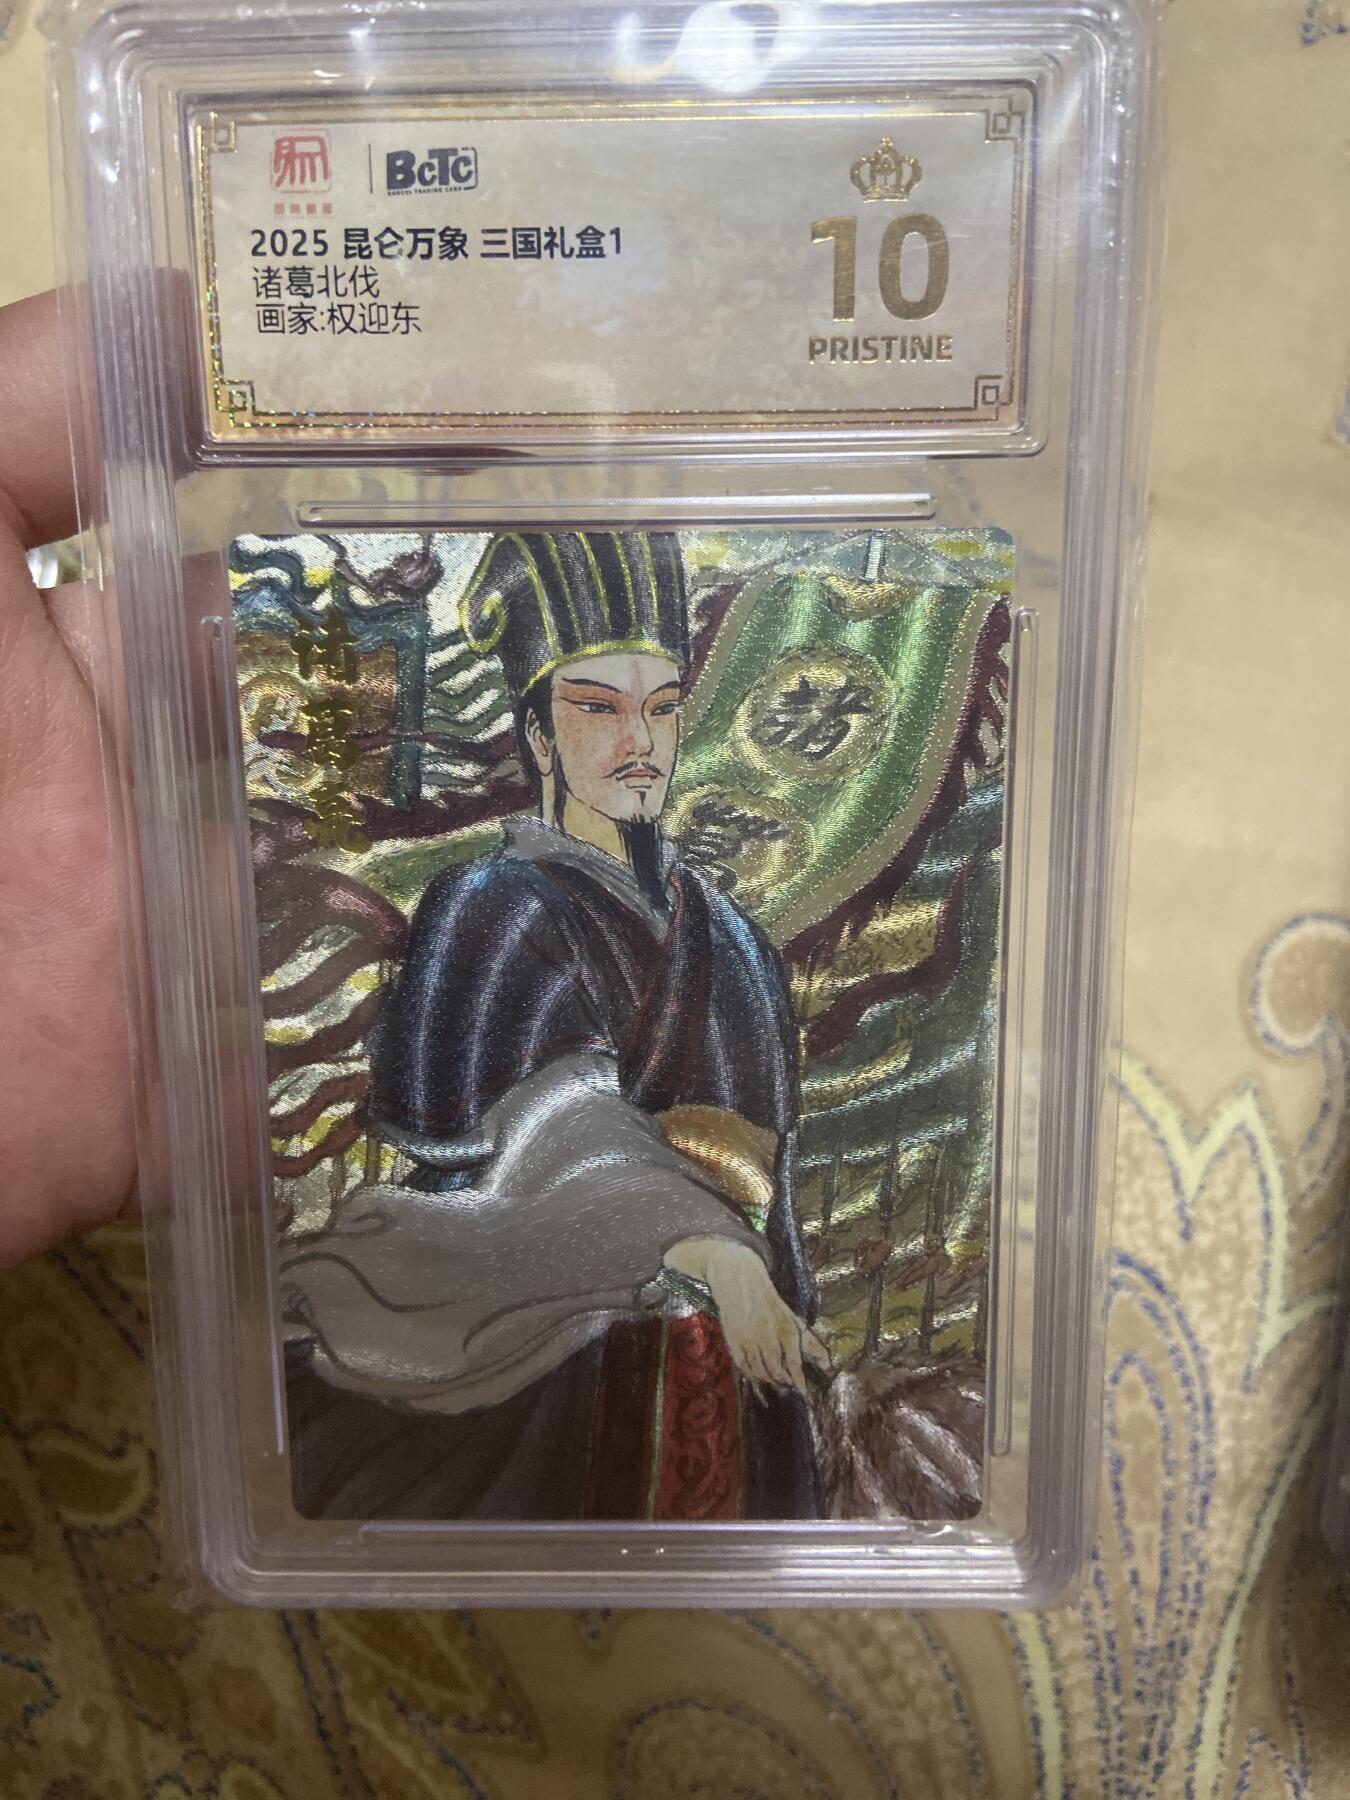 BCTC
10
PRISTINE
2025 昆仑万象 三国礼盒1
诸葛北伐
画家:权迎东
诸葛亮
諸